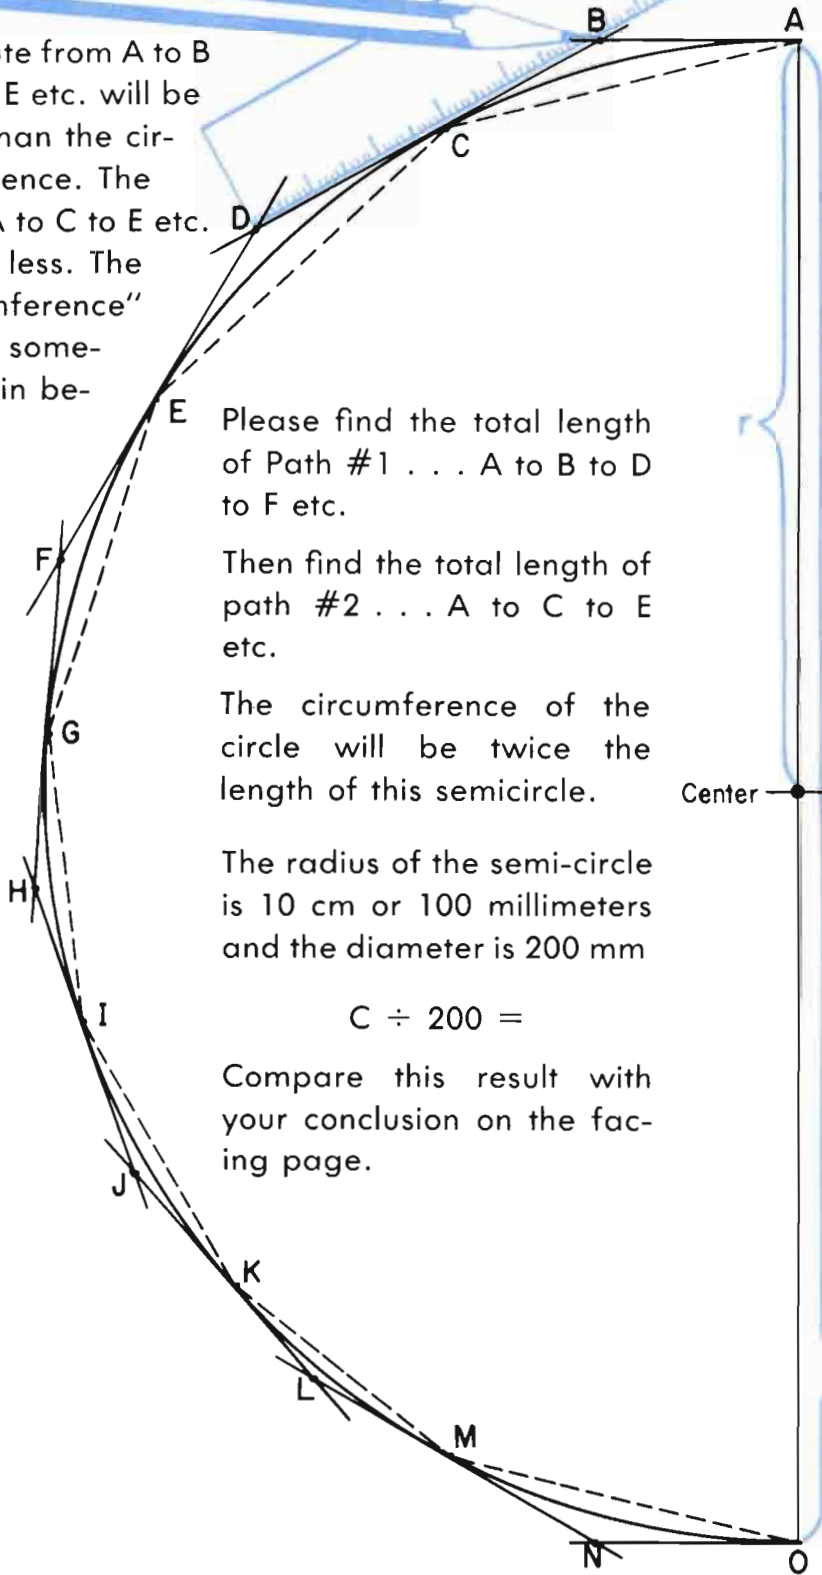 te from A to B
E etc. will be
han the cir-
ence. The
A to C to E etc.
less. The
nference"
some-
in be-
B
A
C
D
E
Please find the total length
of Path #1 . . . A to B to D
to F etc.
r
F
Then find the total length of
path #2 . . . A to C to E
etc.
G
The circumference of the
circle will be twice the
length of this semicircle.
Center
H
The radius of the semi-circle
is 10 cm or 100 millimeters
and the diameter is 200 mm
I
C ÷ 200 =
Compare this result with
your conclusion on the fac-
ing page.
J
K
L
M
N
O